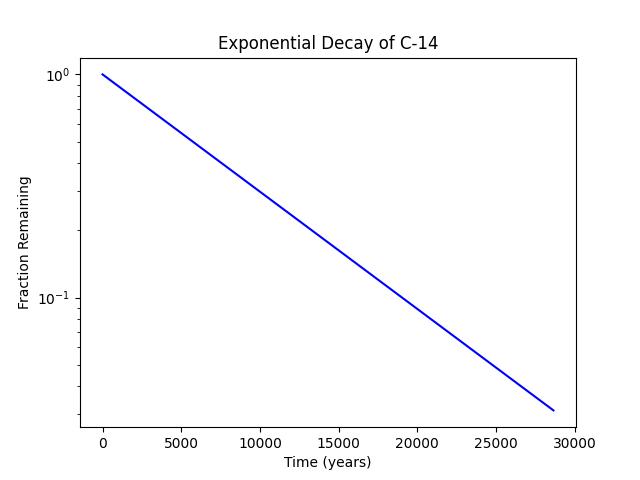 Exponential Decay of C-14
10⁰
10⁻¹
Fraction Remaining
0 5000 10000 15000 20000 25000 30000
Time (years)